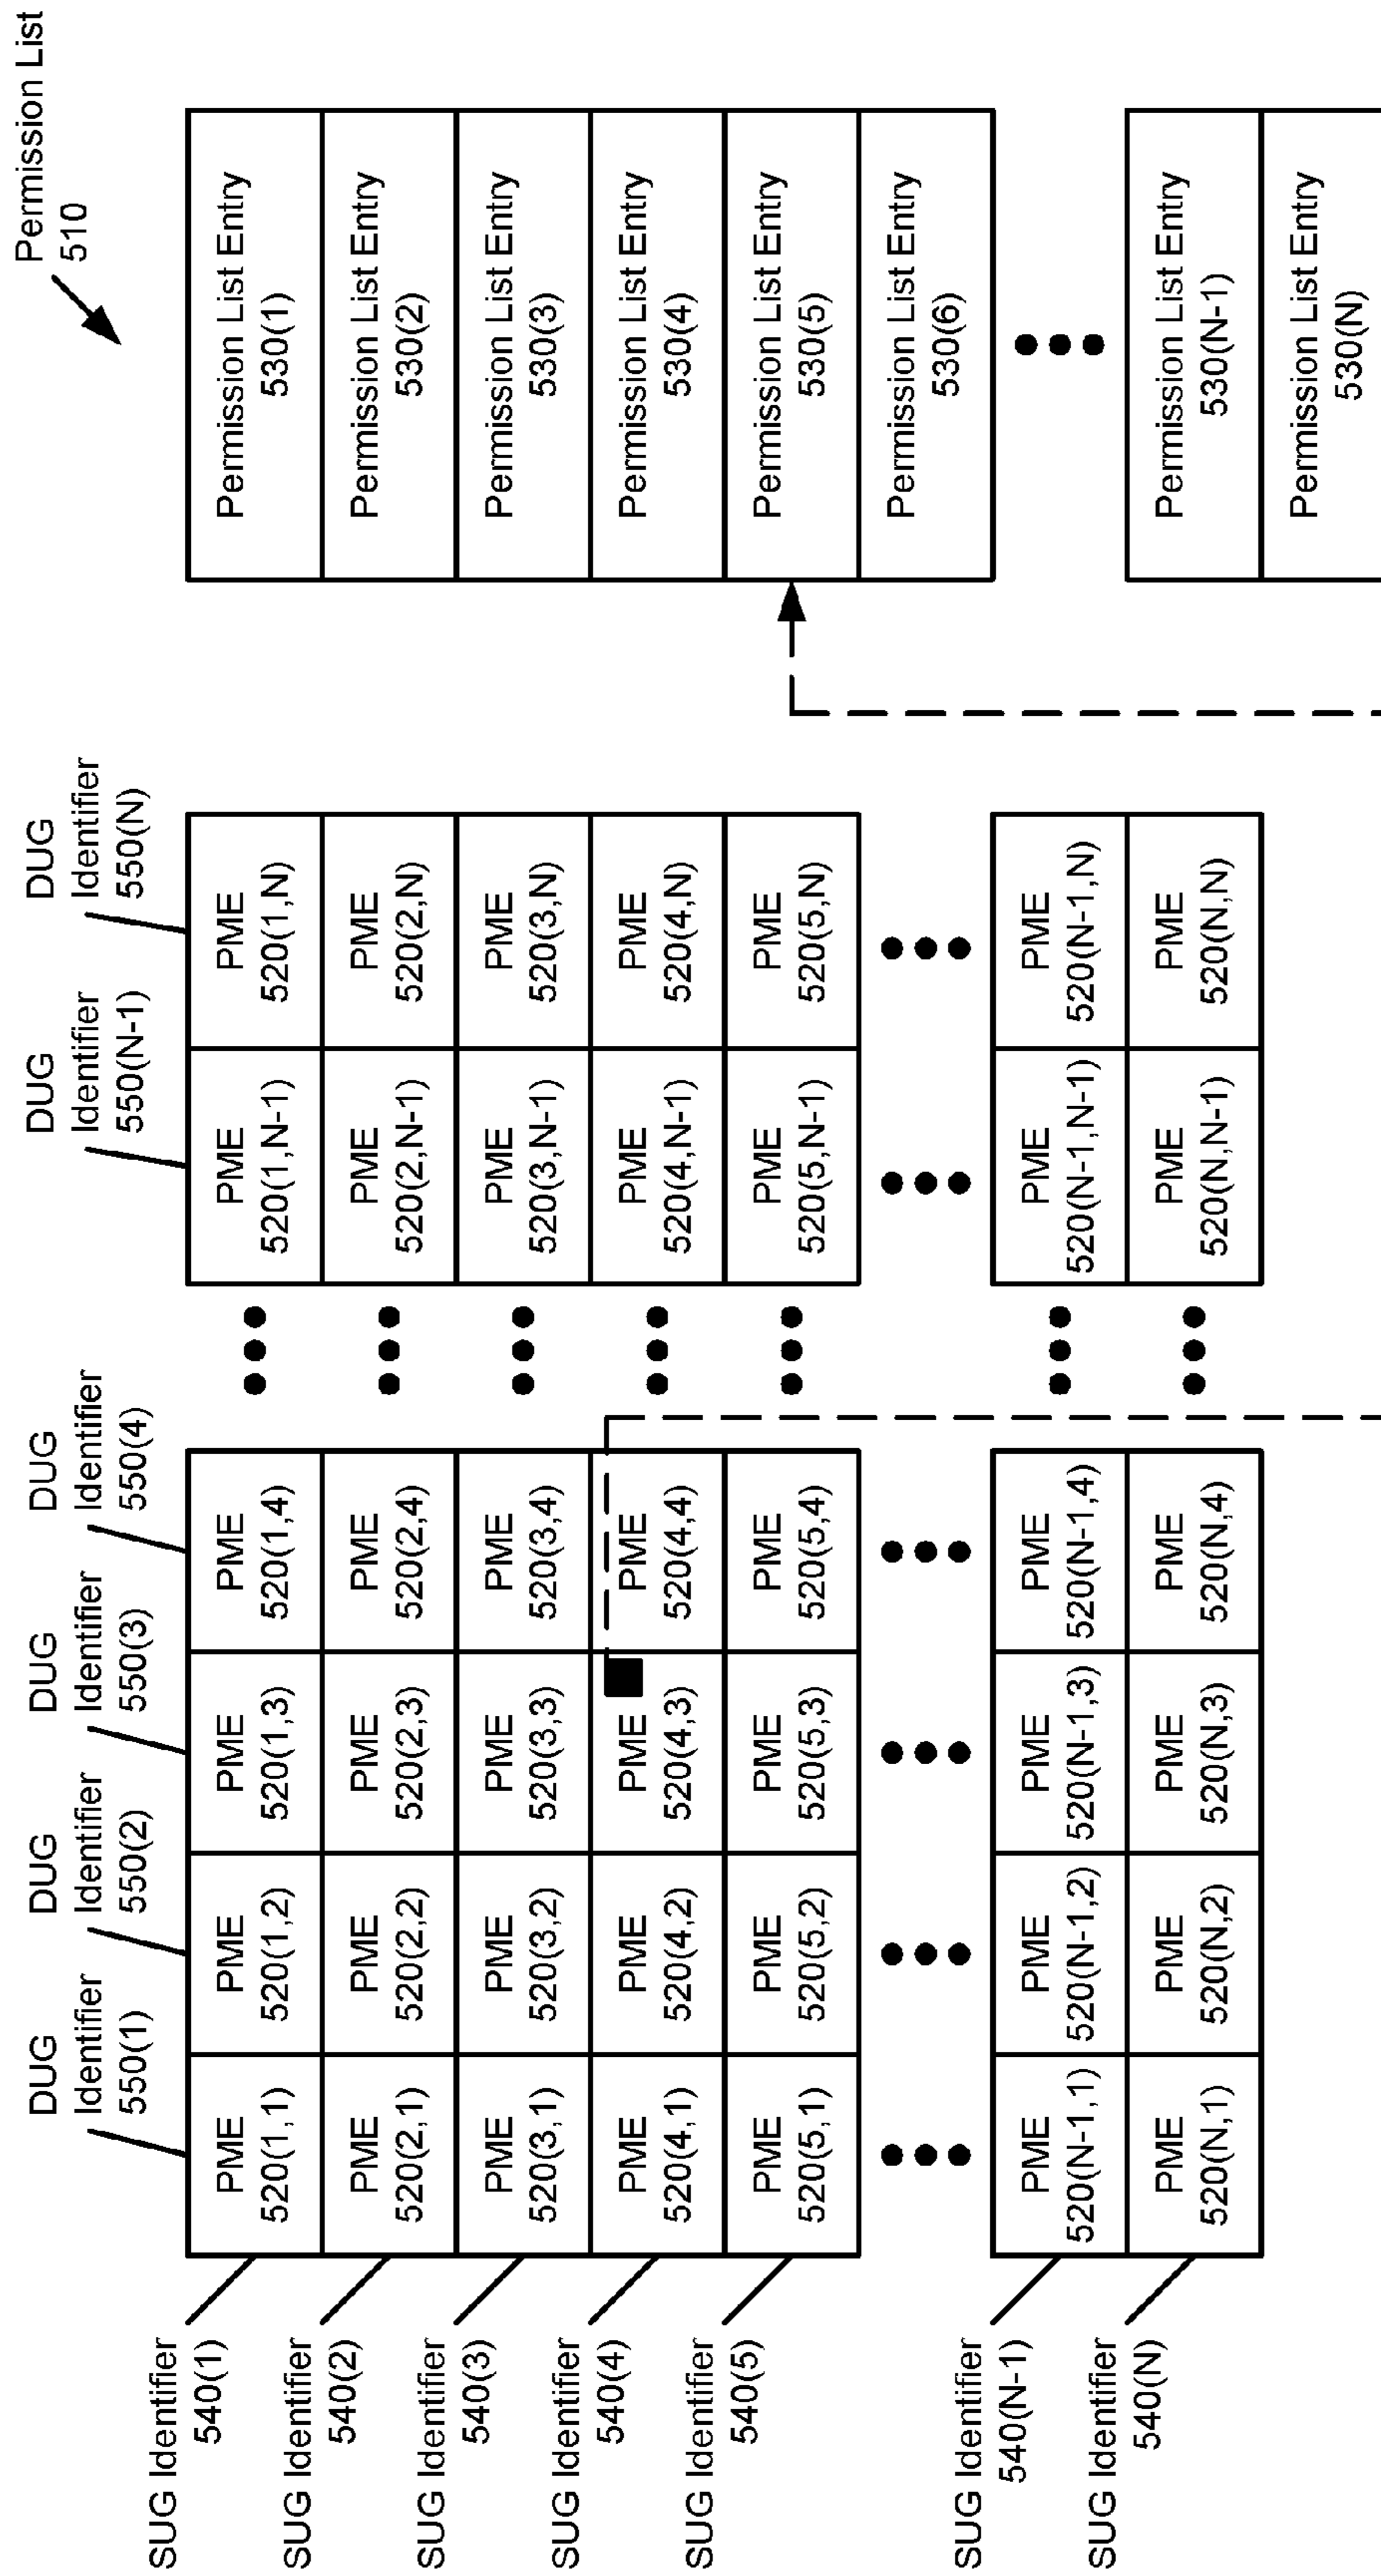 Permission List
510
DUG
Identifier
550(1)
DUG
Identifier
550(2)
DUG
Identifier
550(3)
DUG
Identifier
550(4)
DUG
Identifier
550(N-1)
DUG
Identifier
550(N)
SUG Identifier
540(1)
PME
520(1,1)
PME
520(1,2)
PME
520(1,3)
PME
520(1,4)
PME
520(1,N-1)
PME
520(1,N)
Permission List Entry
530(1)
SUG Identifier
540(2)
PME
520(2,1)
PME
520(2,2)
PME
520(2,3)
PME
520(2,4)
PME
520(2,N-1)
PME
520(2,N)
Permission List Entry
530(2)
SUG Identifier
540(3)
PME
520(3,1)
PME
520(3,2)
PME
520(3,3)
PME
520(3,4)
PME
520(3,N-1)
PME
520(3,N)
Permission List Entry
530(3)
SUG Identifier
540(4)
PME
520(4,1)
PME
520(4,2)
PME
520(4,3)
PME
520(4,4)
PME
520(4,N-1)
PME
520(4,N)
Permission List Entry
530(4)
SUG Identifier
540(5)
PME
520(5,1)
PME
520(5,2)
PME
520(5,3)
PME
520(5,4)
PME
520(5,N-1)
PME
520(5,N)
Permission List Entry
530(5)
Permission List Entry
530(6)
SUG Identifier
540(N-1)
PME
520(N-1,1)
PME
520(N-1,2)
PME
520(N-1,3)
PME
520(N-1,4)
PME
520(N-1,N-1)
PME
520(N-1,N)
Permission List Entry
530(N-1)
SUG Identifier
540(N)
PME
520(N,1)
PME
520(N,2)
PME
520(N,3)
PME
520(N,4)
PME
520(N,N-1)
PME
520(N,N)
Permission List Entry
530(N)